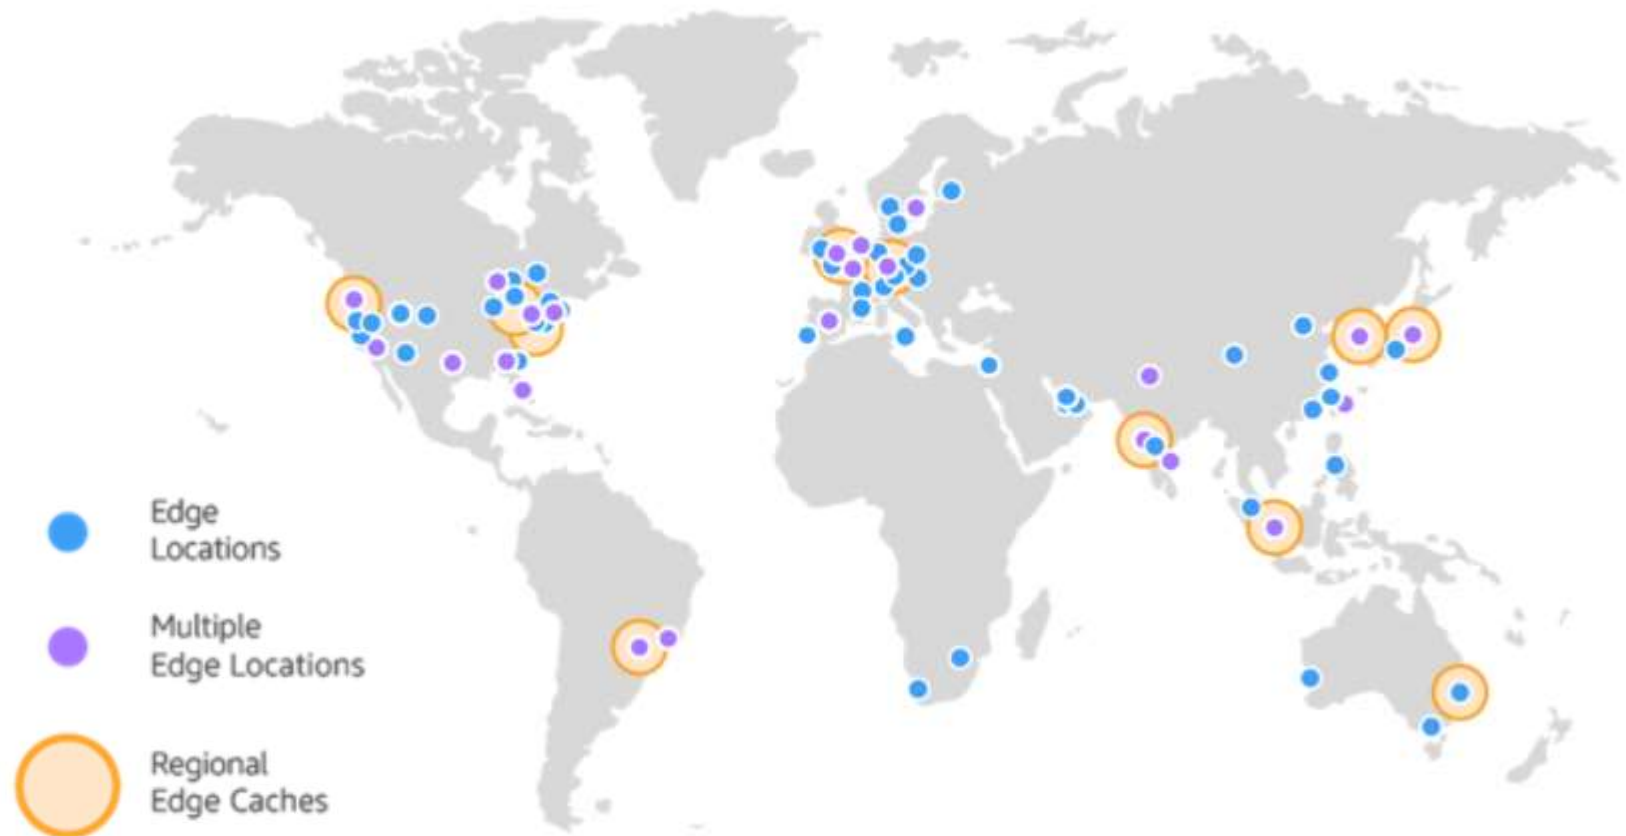 Edge
Locations
Multiple
Edge Locations
Regional
Edge Caches